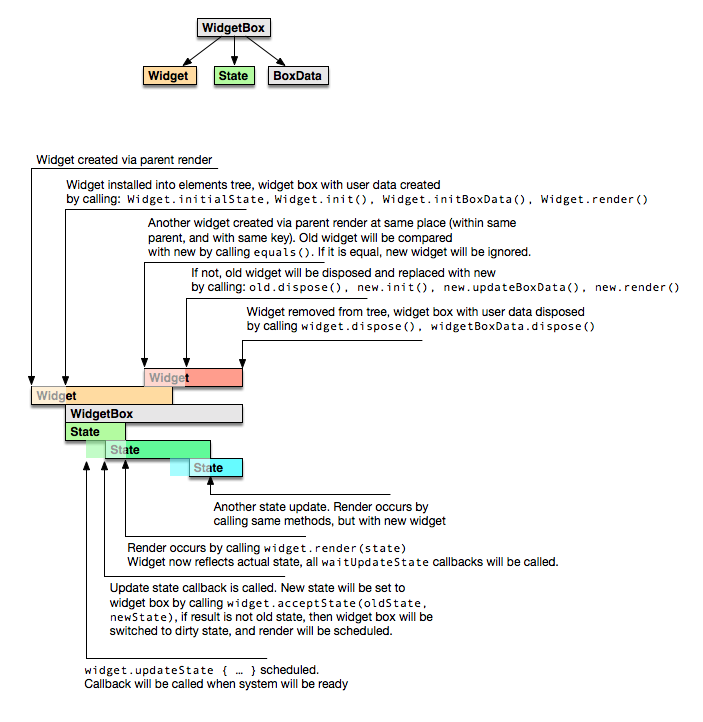 WidgetBox
Widget State BoxData
Widget created via parent render
Widget installed into elements tree, widget box with user data created
by calling: Widget.initialState, Widget.init(), Widget.initBoxData(), Widget.render()
Another widget created via parent render at same place (within same
parent, and with same key). Old widget will be compared
with new by calling equals(). If it is equal, new widget will be ignored.
If not, old widget will be disposed and replaced with new
by calling: old.dispose(), new.init(), new.updateBoxData(), new.render()
Widget removed from tree, widget box with user data disposed
by calling widget.dispose(), widgetBoxData.dispose()
Widget
Widget
WidgetBox
State
State
State
Another state update. Render occurs by
calling same methods, but with new widget
Render occurs by calling widget.render(state)
Widget now reflects actual state, all waitUpdateState callbacks will be called.
Update state callback is called. New state will be set to
widget box by calling widget.acceptState(oldState,
newState), if result is not old state, then widget box will be
switched to dirty state, and render will be scheduled.
widget.updateState { … } scheduled.
Callback will be called when system will be ready